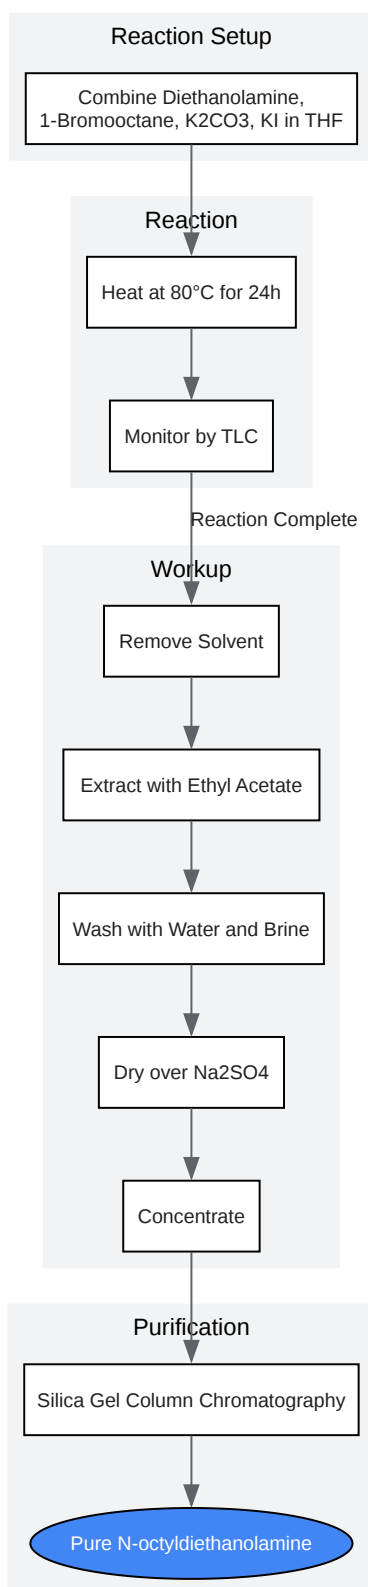 Reaction Setup
Combine Diethanolamine,
1-Bromooctane, K2CO3, KI in THF
Reaction
Heat at 80°C for 24h
Monitor by TLC
Reaction Complete
Workup
Remove Solvent
Extract with Ethyl Acetate
Wash with Water and Brine
Dry over Na2SO4
Concentrate
Purification
Silica Gel Column Chromatography
Pure N-octyldiethanolamine